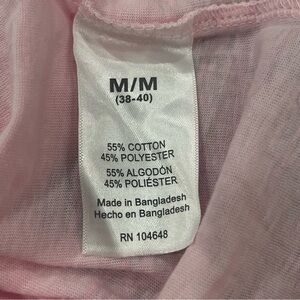 M/M
(38-40)
55% COTTON
45% POLYESTER
55% ALGODÓN
45% POLIÉSTER
Made in Bangladesh
Hecho en Bangladesh
RN 104648